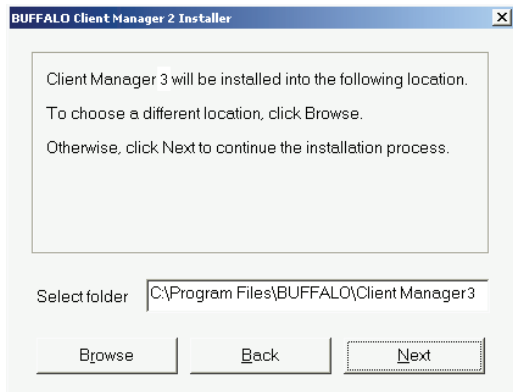 BUFFALO Client Manager 2 Installer
Client Manager 3 will be installed into the following location.
To choose a different location, click Browse.
Otherwise, click Next to continue the installation process.
Select folder C:\Program Files\BUFFALO\Client Manager3
Browse Back Next